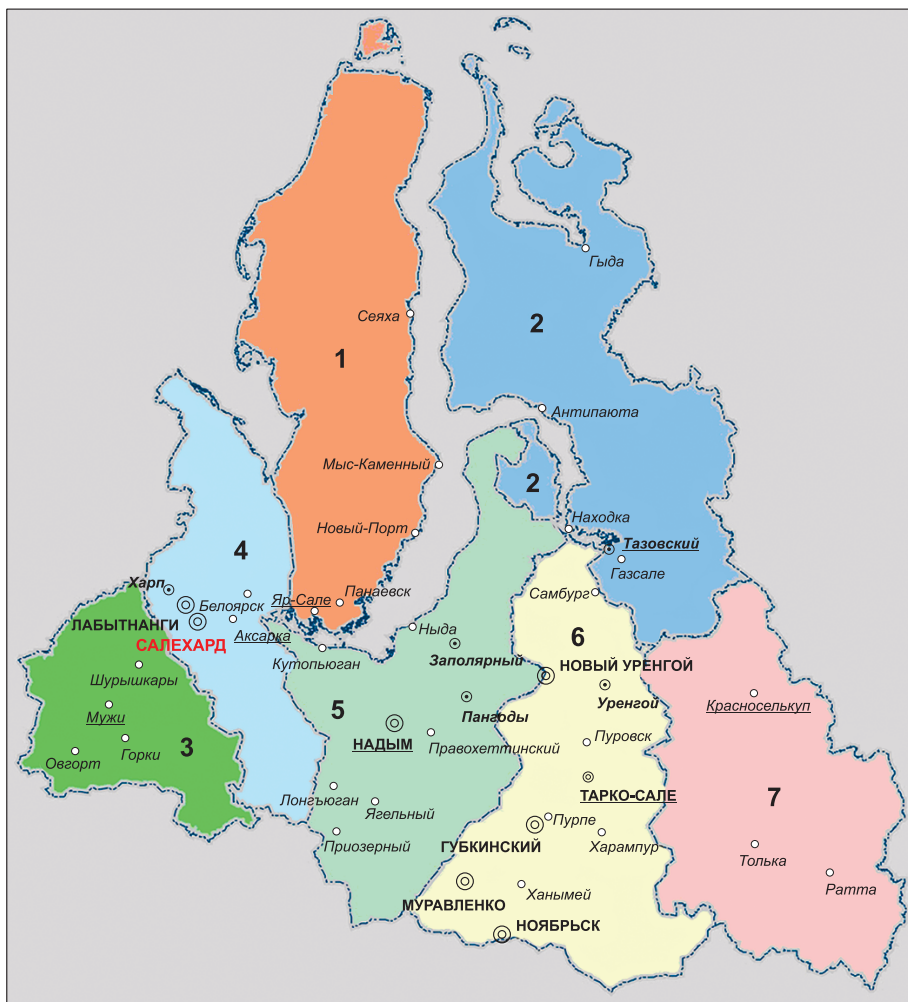 Гыда
Сеяха
2
1
Антипаюта
Мыс-Каменный
2
Находка
Новый-Порт
Тазовский
4
Газсале
Харп
Самбург
Панаевск
Яр-Сале
Белоярск
ЛАБЫТНАНГИ
Аксарка
Ныда
6
САЛЕХАРД
Кутопьюган
Заполярный
НОВЫЙ УРЕНГОЙ
Шурышкары
Уренгой
Красноселькуп
5
Пангоды
Мужи
НАДЫМ
Правохеттинский
Пуровск
3
Горки
Овгорт
ТАРКО-САЛЕ
7
Лонгъюган
Ягельный
Пурпе
Приозерный
ГУБКИНСКИЙ
Харампур
Толька
Ратта
Ханымей
МУРАВЛЕНКО
НОЯБРЬСК